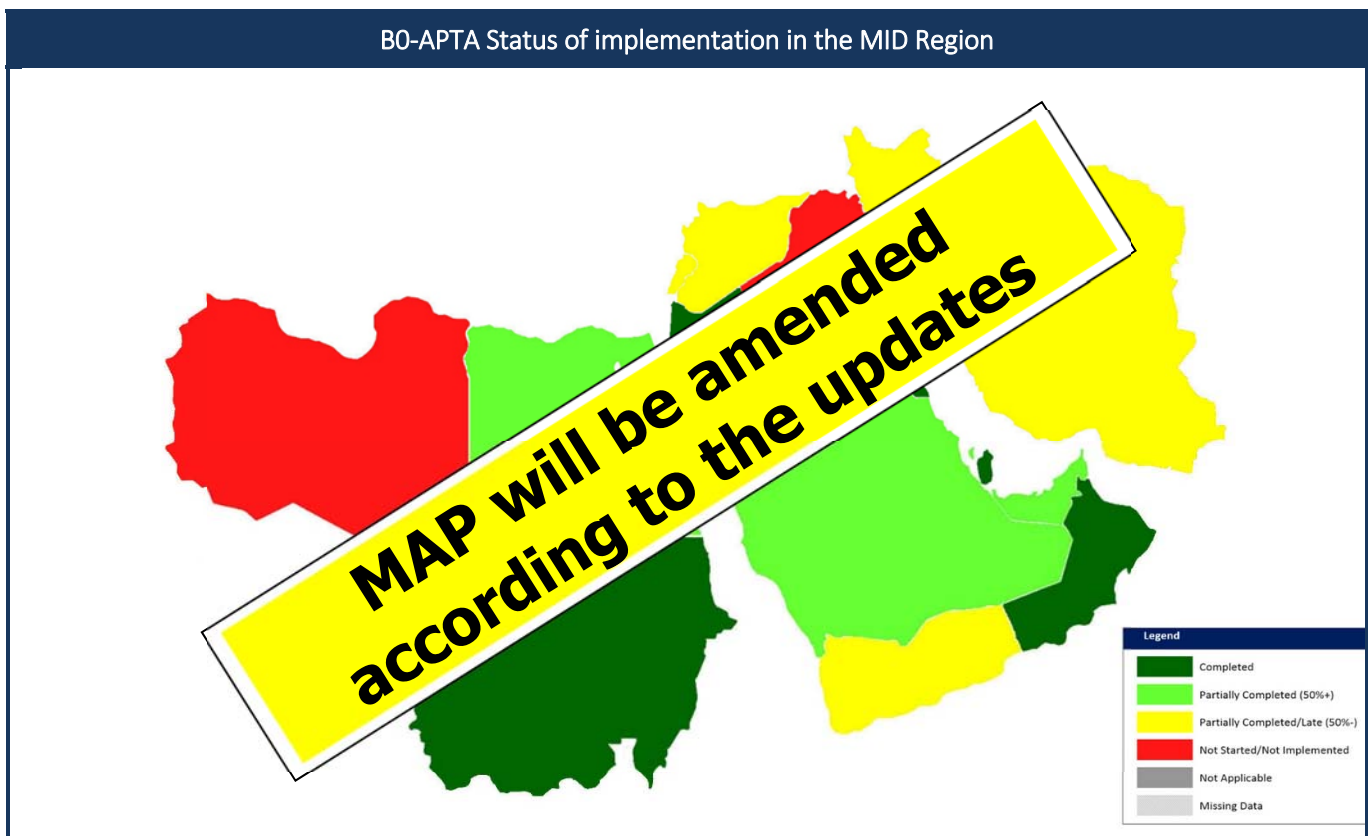 B0-APTA Status of implementation in the MID Region
MAP will be amended
according to the updates
Legend
Completed
Partially Completed (50%+)
Partially Completed/Late (50%-)
Not Started/Not Implemented
Not Applicable
Missing Data